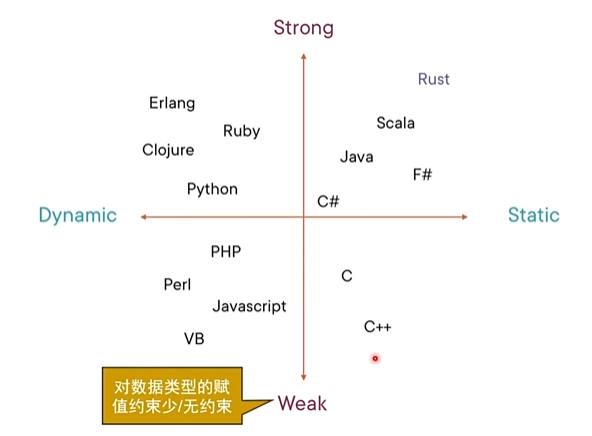 Strong
Rust
Erlang
Scala
Ruby
Clojure
Java
F#
Python
C#
Dynamic
Static
PHP
C
Perl
Javascript
C++
VB
对数据类型的赋
值约束少/无约束
Weak